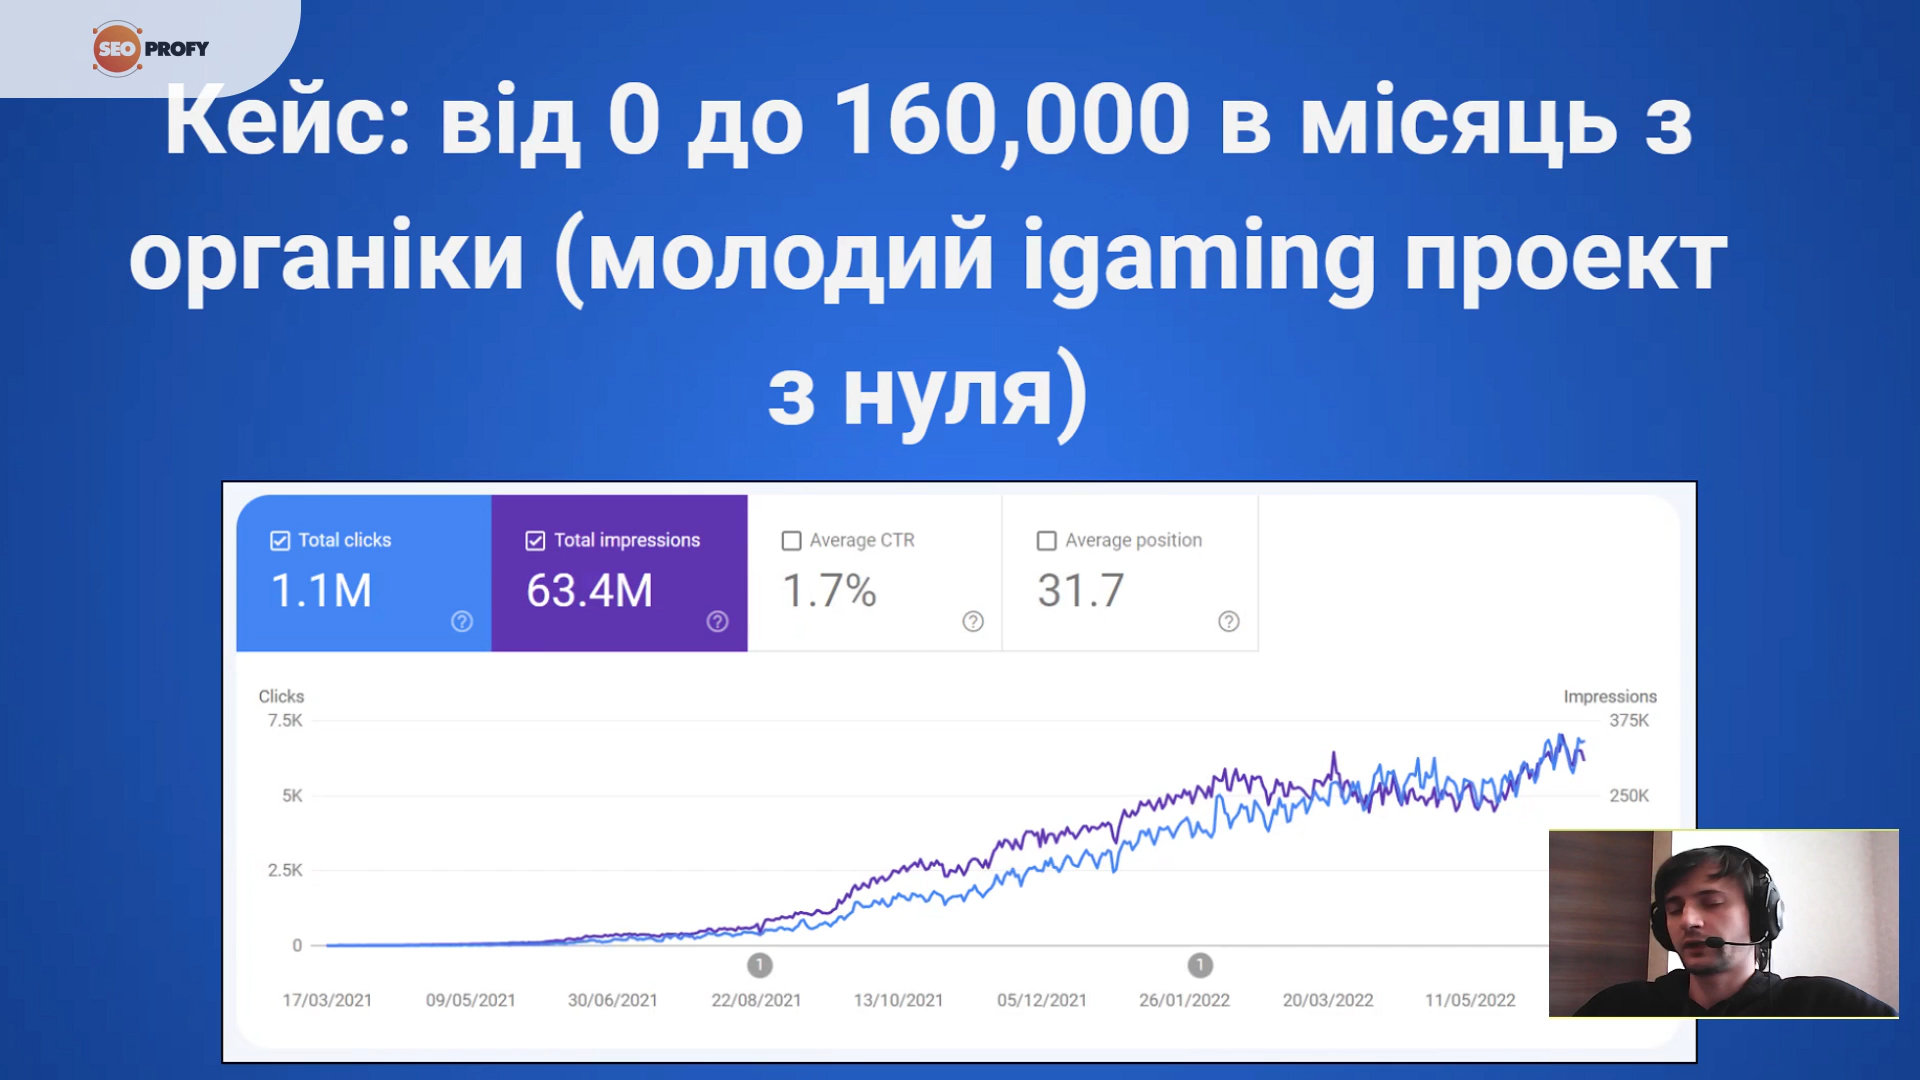 SEO PROFY
Кейс: від 0 до 160,000 в місяць з
органіки (молодий igaming проект
з нуля)
Total clicks
1.1M
Total impressions
63.4M
Average CTR
1.7%
Average position
31.7
Clicks
Impressions
7.5K
375K
5K
250K
2.5K
0
1
1
17/03/2021 09/05/2021 30/06/2021 22/08/2021 13/10/2021 05/12/2021 26/01/2022 20/03/2022 11/05/2022